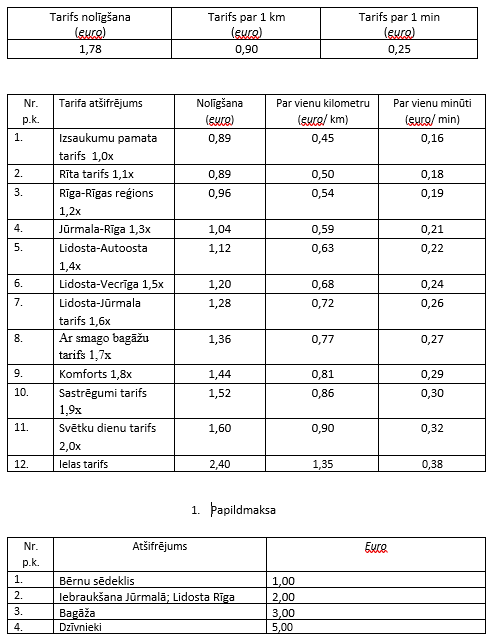 Tarifs nolīgšana (euro) Tarifs par 1 km (euro) Tarifs par 1 min (euro)
1,78 0,90 0,25
Nr. p.k. Tarifa atšifrējums Nolīgšana (euro) Par vienu kilometru (euro/ km) Par vienu minūti (euro/ min)
1. Izsaukumu pamata tarifs 1,0x 0,89 0,45 0,16
2. Rīta tarifs 1,1x 0,89 0,50 0,18
3. Rīga-Rīgas reģions 1,2x 0,96 0,54 0,19
4. Jūrmala-Rīga 1,3x 1,04 0,59 0,21
5. Lidosta-Autoosta 1,4x 1,12 0,63 0,22
6. Lidosta-Vecrīga 1,5x 1,20 0,68 0,24
7. Lidosta-Jūrmala tarifs 1,6x 1,28 0,72 0,26
8. Ar smago bagāžu tarifs 1,7x 1,36 0,77 0,27
9. Komforts 1,8x 1,44 0,81 0,29
10. Sastrēgumi tarifs 1,9x 1,52 0,86 0,30
11. Svētku dienu tarifs 2,0x 1,60 0,90 0,32
12. Ielas tarifs 2,40 1,35 0,38
1. Papildmaksa
Nr. p.k. Atšifrējums Euro
1. Bērnu sēdeklis 1,00
2. Iebraukšana Jūrmalā; Lidosta Rīga 2,00
3. Bagāža 3,00
4. Dzīvnieki 5,00